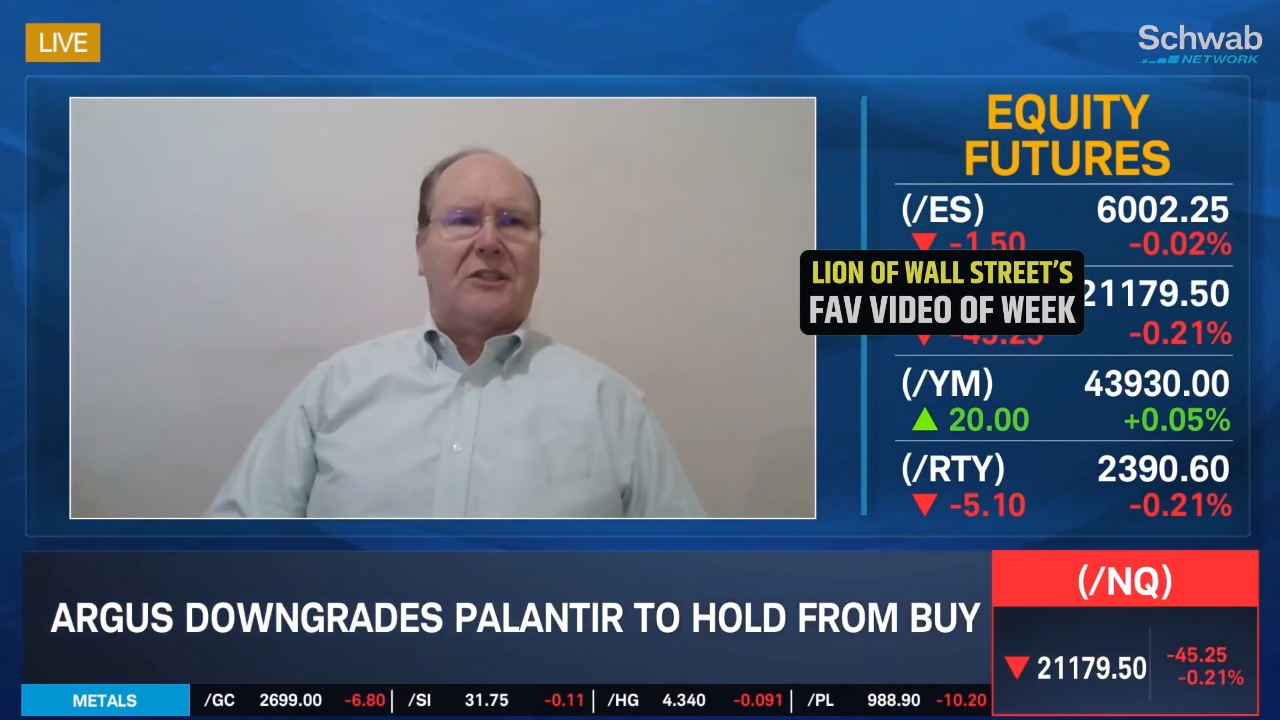 LIVE
Schwab
NETWORK
EQUITY
FUTURES
(/ES) 6002.25
-1.50 -0.02%
LION OF WALL STREET'S
FAV VIDEO OF WEEK
21179.50
-45.25 -0.21%
(/YM) 43930.00
20.00 +0.05%
(/RTY) 2390.60
-5.10 -0.21%
ARGUS DOWNGRADES PALANTIR TO HOLD FROM BUY
(/NQ)
21179.50 -45.25
-0.21%
METALS /GC 2699.00 -6.80 /SI 31.75 -0.11 /HG 4.340 -0.091 /PL 988.90 -10.20